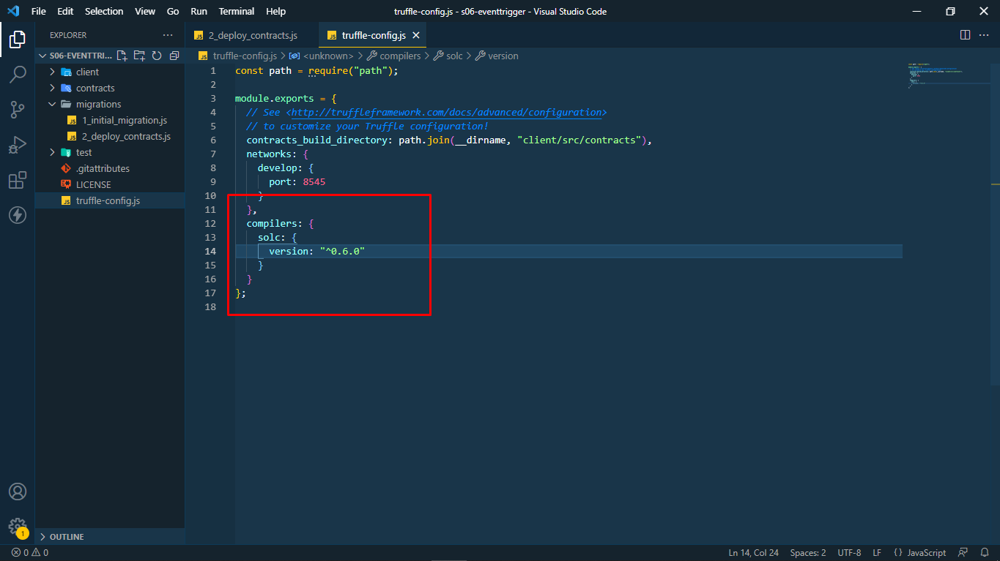 File Edit Selection View Go Run Terminal Help
truffle-config.js - s06-eventtrigger - Visual Studio Code
EXPLORER
S06-EVENTTRI...
client
contracts
migrations
1_initial_migration.js
2_deploy_contracts.js
test
.gitattributes
LICENSE
truffle-config.js
OUTLINE
1
2_deploy_contracts.js
truffle-config.js
truffle-config.js > <unknown> > compilers > solc > version
1 const path = require("path");
2
3 module.exports = {
4 // See <http://truffleframework.com/docs/advanced/configuration>
5 // to customize your Truffle configuration!
6 contracts_build_directory: path.join(__dirname, "client/src/contracts"),
7 networks: {
8 develop: {
9 port: 8545
10 }
11 },
12 compilers: {
13 solc: {
14 version: "^0.6.0"
15 }
16 }
17 };
18
0 0
Ln 14, Col 24 Spaces: 2 UTF-8 LF {} JavaScript